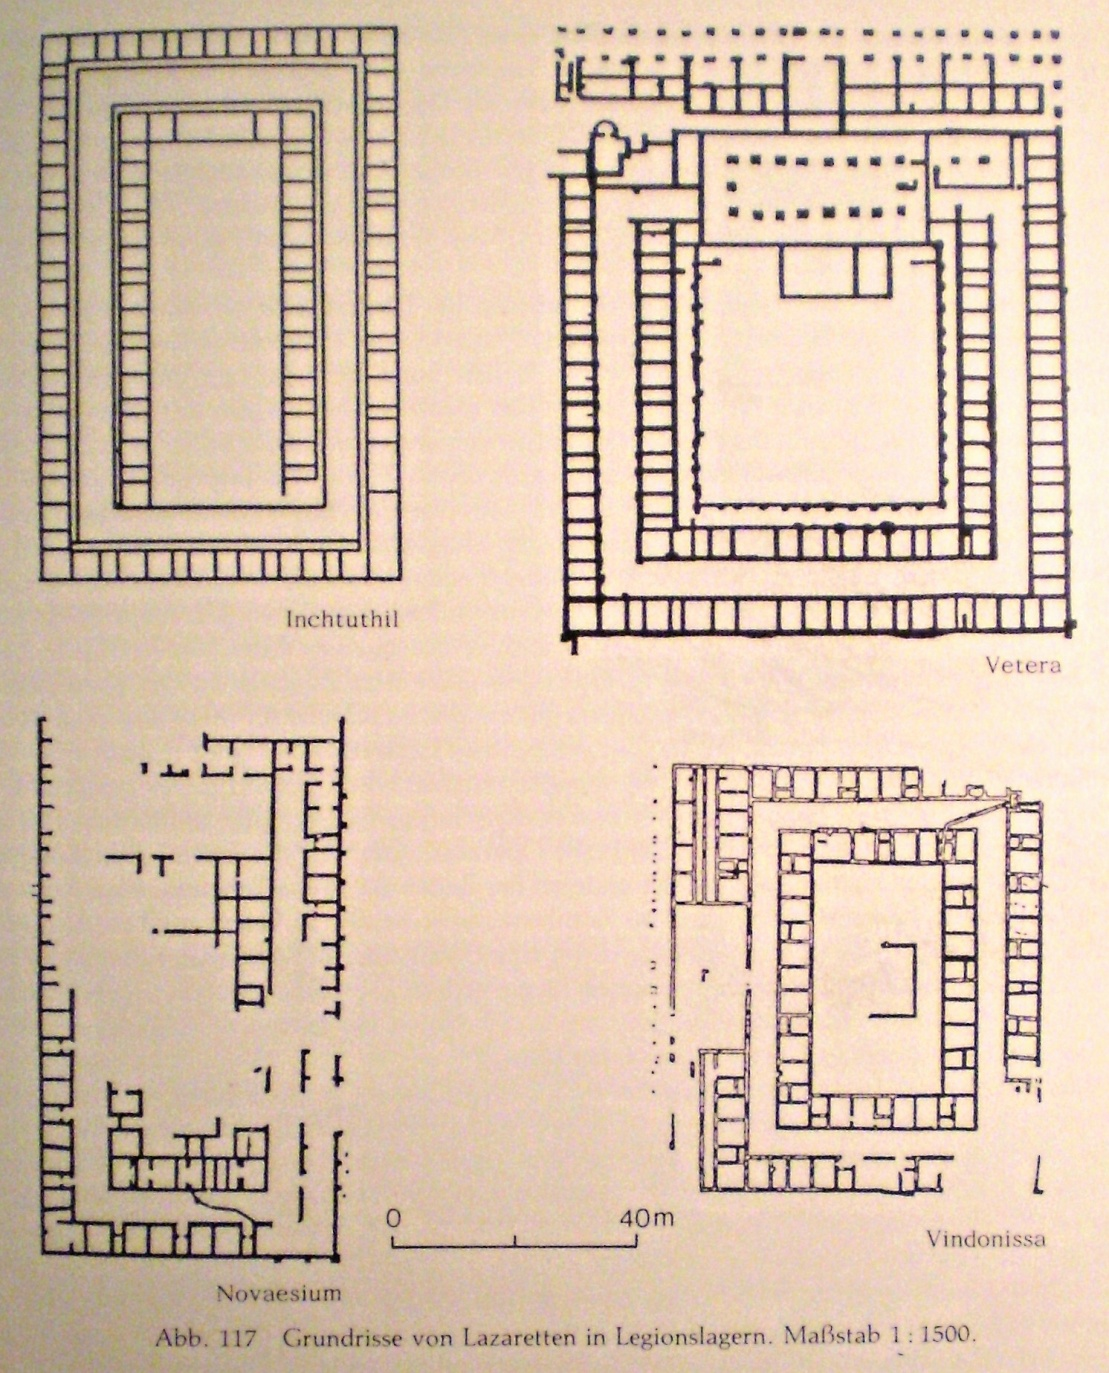 Inchtuthil
Vetera
0 40m
Vindonissa
Novaesium
Abb. 117 Grundrisse von Lazaretten in Legionslagern. Maßstab 1 : 1500.